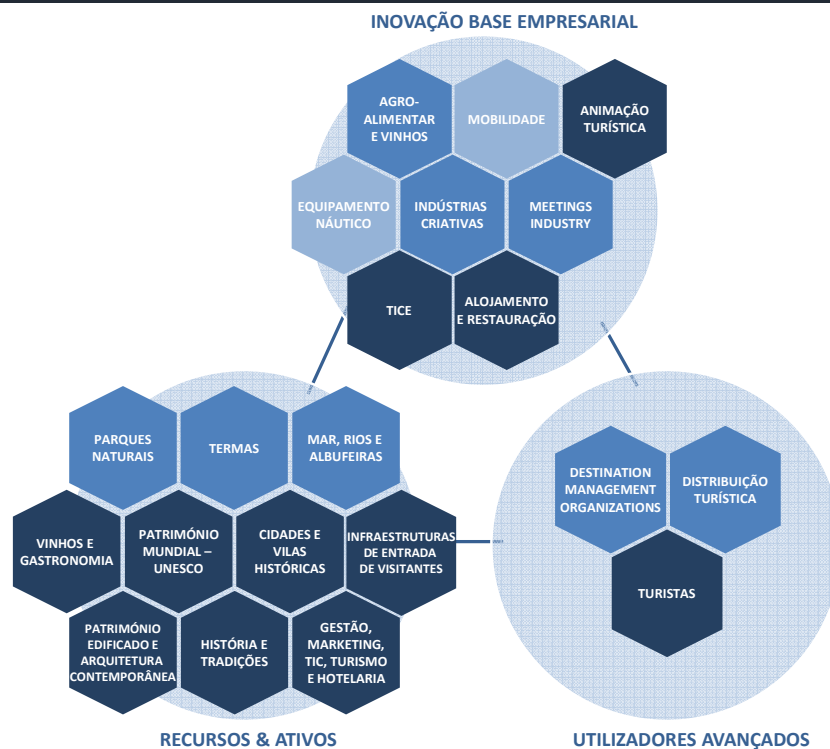 INOVAÇÃO BASE EMPRESARIAL
AGRO-
ALIMENTAR
E VINHOS
MOBILIDADE
ANIMAÇÃO
TURÍSTICA
EQUIPAMENTO
NÁUTICO
INDÚSTRIAS
CRIATIVAS
MEETINGS
INDUSTRY
TICE
ALOJAMENTO
E RESTAURAÇÃO
PARQUES
NATURAIS
TERMAS
MAR, RIOS E
ALBUFEIRAS
VINHOS E
GASTRONOMIA
PATRIMÓNIO
MUNDIAL –
UNESCO
CIDADES E
VILAS
HISTÓRICAS
INFRAESTRUTURAS
DE ENTRADA
DE VISITANTES
PATRIMÓNIO
EDIFICADO E
ARQUITETURA
CONTEMPORÂNEA
HISTÓRIA E
TRADIÇÕES
GESTÃO,
MARKETING,
TIC, TURISMO
E HOTELARIA
RECURSOS & ATIVOS
DESTINATION
MANAGEMENT
ORGANIZATIONS
DISTRIBUIÇÃO
TURÍSTICA
TURISTAS
UTILIZADORES AVANÇADOS